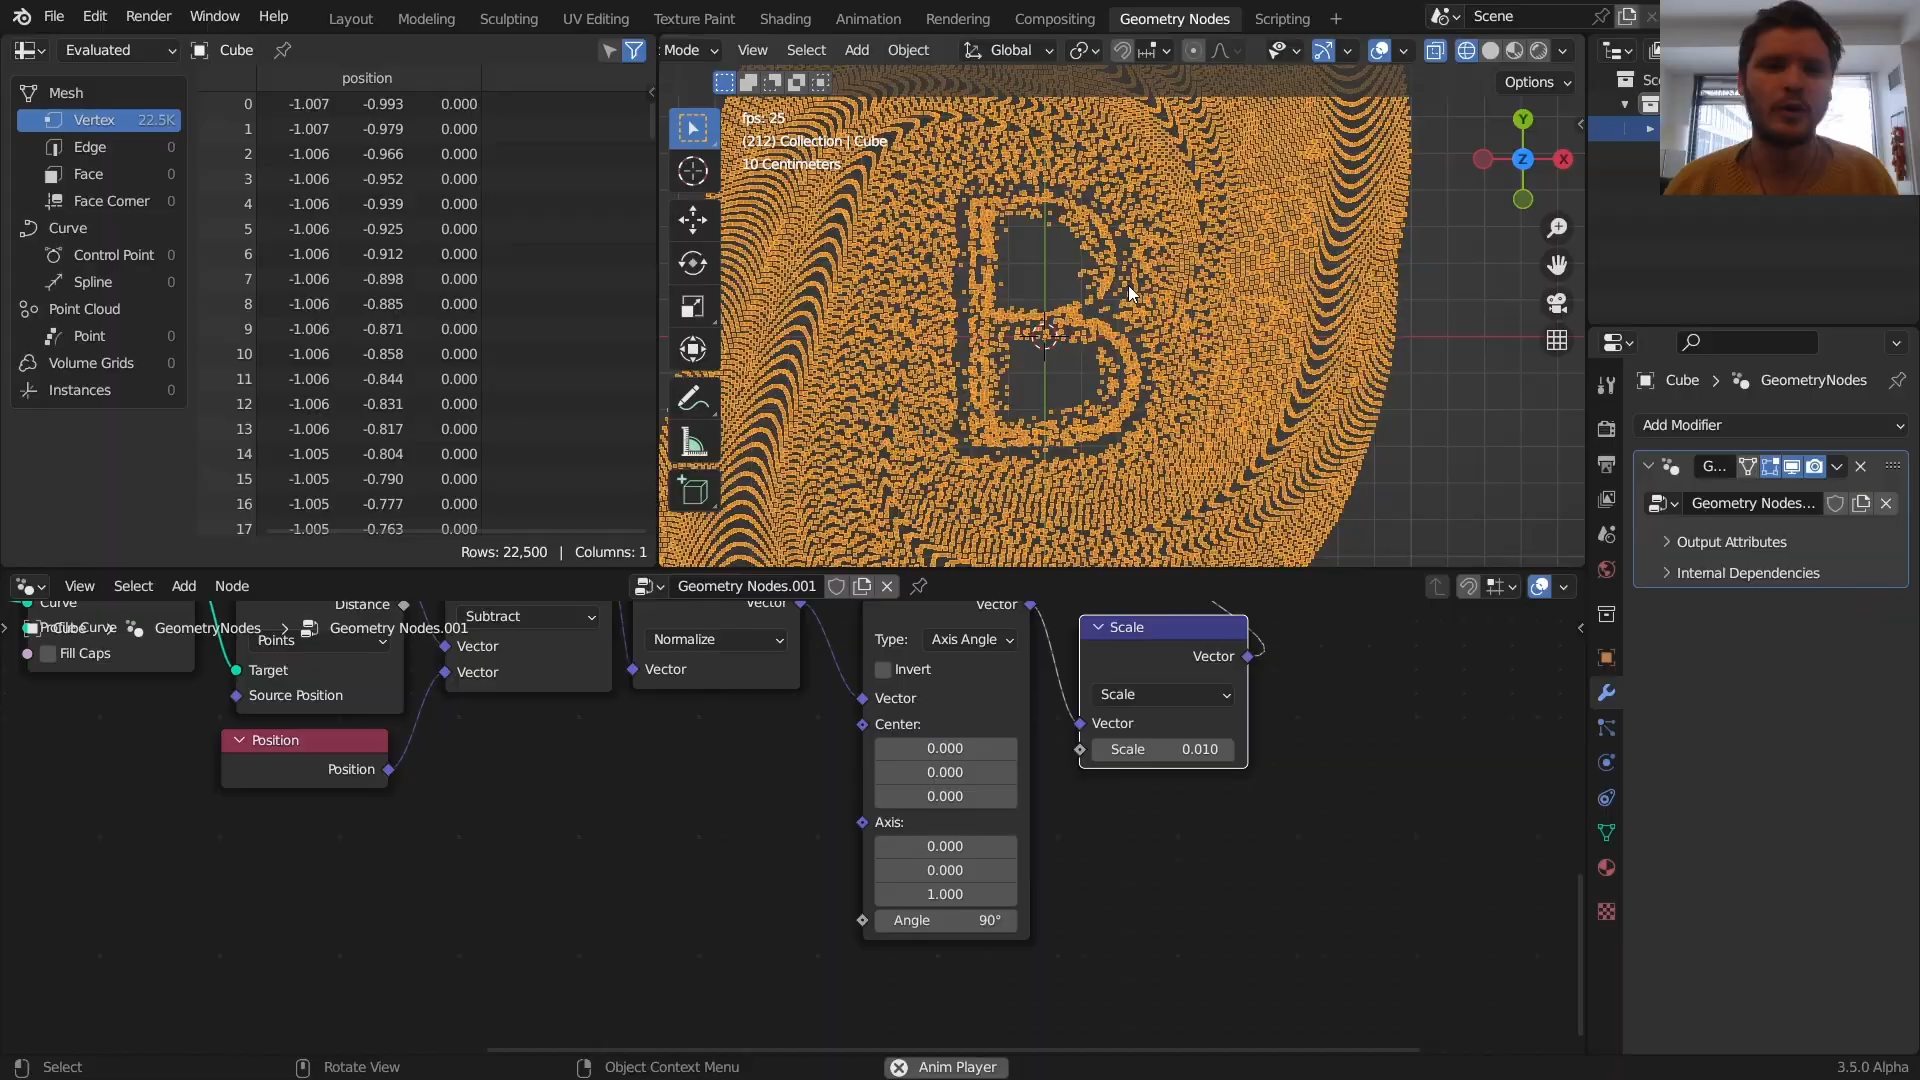 File Edit Render Window Help Layout Modeling Sculpting UV Editing Texture Paint Shading Animation Rendering Compositing Geometry Nodes Scripting + Scene
Evaluated Cube
Mode View Select Add Object Global
Options
position
Mesh
Vertex 22.5K
Edge 0
Face 0
Face Corner 0
Curve
Control Point 0
Spline 0
Point Cloud
Point 0
Volume Grids 0
Instances 0
0 -1.007 -0.993 0.000
1 -1.007 -0.979 0.000
2 -1.006 -0.966 0.000
3 -1.006 -0.952 0.000
4 -1.006 -0.939 0.000
5 -1.006 -0.925 0.000
6 -1.006 -0.912 0.000
7 -1.006 -0.898 0.000
8 -1.006 -0.885 0.000
9 -1.006 -0.871 0.000
10 -1.006 -0.858 0.000
11 -1.006 -0.844 0.000
12 -1.006 -0.831 0.000
13 -1.006 -0.817 0.000
14 -1.005 -0.804 0.000
15 -1.005 -0.790 0.000
16 -1.005 -0.777 0.000
17 -1.005 -0.763 0.000
Rows: 22,500 | Columns: 1
fps: 25
(212) Collection | Cube
10 Centimeters
Y
Z X
B
Sc
Cube > GeometryNodes
Add Modifier
G...
Geometry Nodes...
Output Attributes
Internal Dependencies
View Select Add Node Geometry Nodes.001
Cube > GeometryNodes > Geometry Nodes.001
Curve
Profile Curve
Fill Caps
Distance
Points
Target
Source Position
Position
Position
Subtract
Vector
Vector
Vector
Normalize
Vector
Vector
Type: Axis Angle
Invert
Vector
Center:
0.000
0.000
0.000
Axis:
0.000
0.000
1.000
Angle 90°
Scale
Vector
Scale
Vector
Scale 0.010
Select Rotate View Object Context Menu Anim Player 3.5.0 Alpha